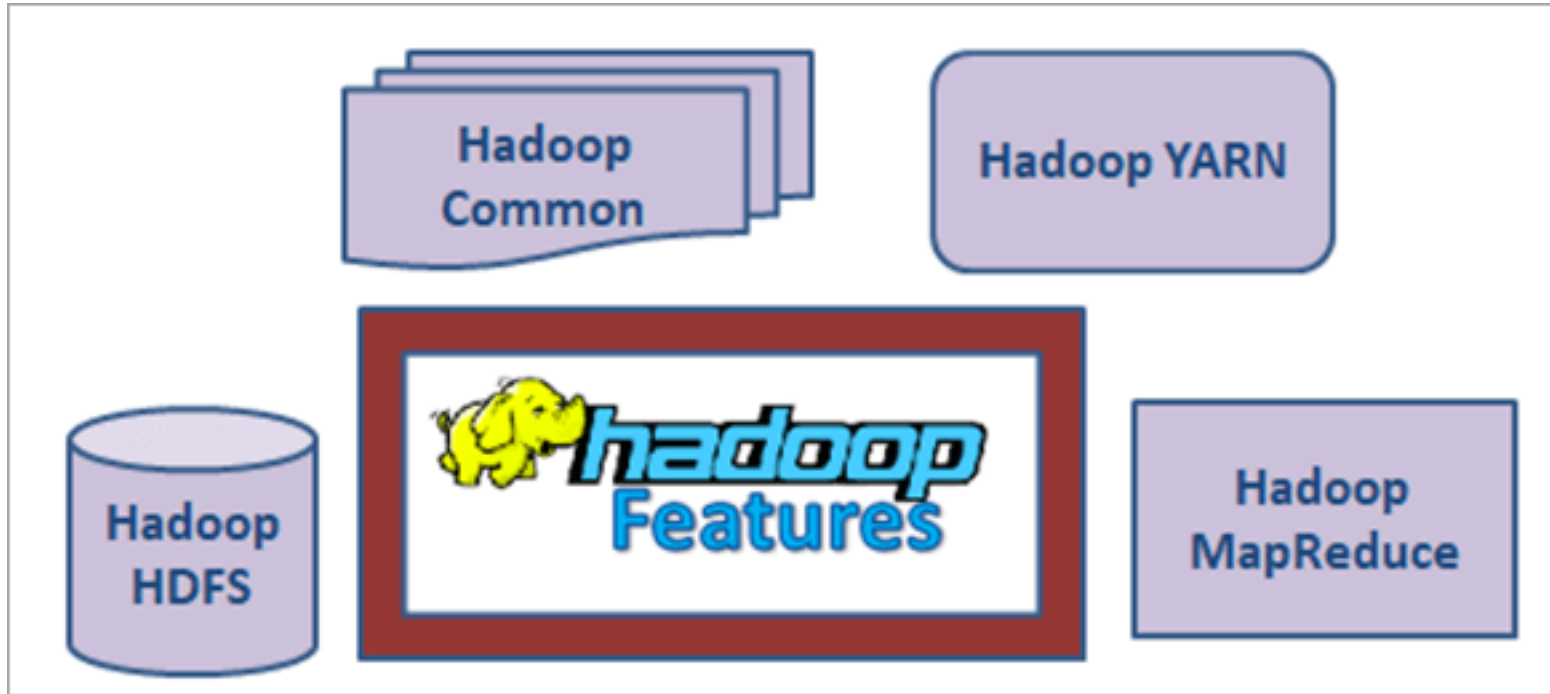 Hadoop
Common
Hadoop YARN
Hadoop
HDFS
hadoop
Features
Hadoop
MapReduce